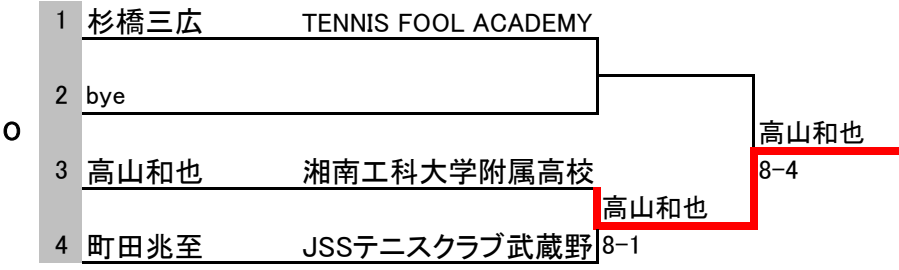 1 杉橋三広 TENNIS FOOL ACADEMY
2 bye
o
高山和也
3 高山和也 湘南工科大学附属高校
8-4
高山和也
4 町田兆至 JSSテニスクラブ武蔵野
8-1